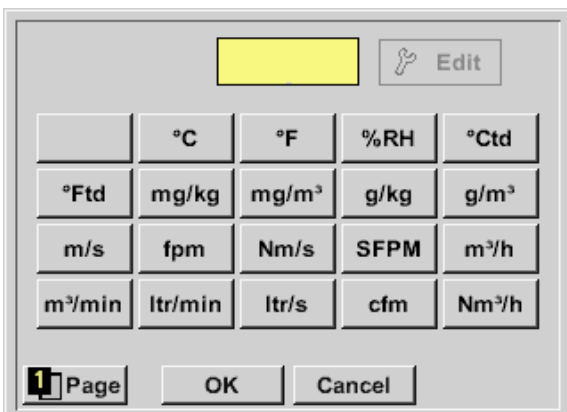 Edit
°C °F %RH °Ctd
°Ftd mg/kg mg/m³ g/kg g/m³
m/s fpm Nm/s SFPM m³/h
m³/min ltr/min ltr/s cfm Nm³/h
1 Page OK Cancel